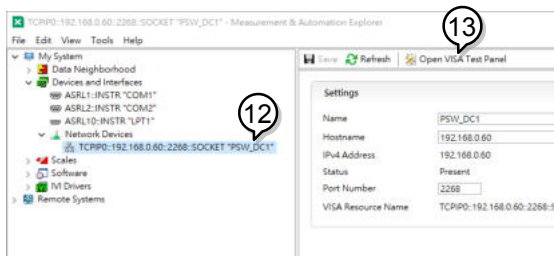 TCPIP0::192.168.0.60::2268::SOCKET "PSW_DC1" - Measurement & Automation Explorer
File Edit View Tools Help
13
My System
Data Neighborhood
Devices and Interfaces
ASRL1::INSTR "COM1"
ASRL2::INSTR "COM2"
ASRL10::INSTR "LPT1"
Network Devices
12
TCPIP0::192.168.0.60::2268::SOCKET "PSW_DC1"
Scales
Software
IVI Drivers
Remote Systems
Save Refresh Open VISA Test Panel
Settings
Name PSW_DC1
Hostname 192.168.0.60
IPv4 Address 192.168.0.60
Status Present
Port Number 2268
VISA Resource Name TCPIP0::192.168.0.60::2268::S